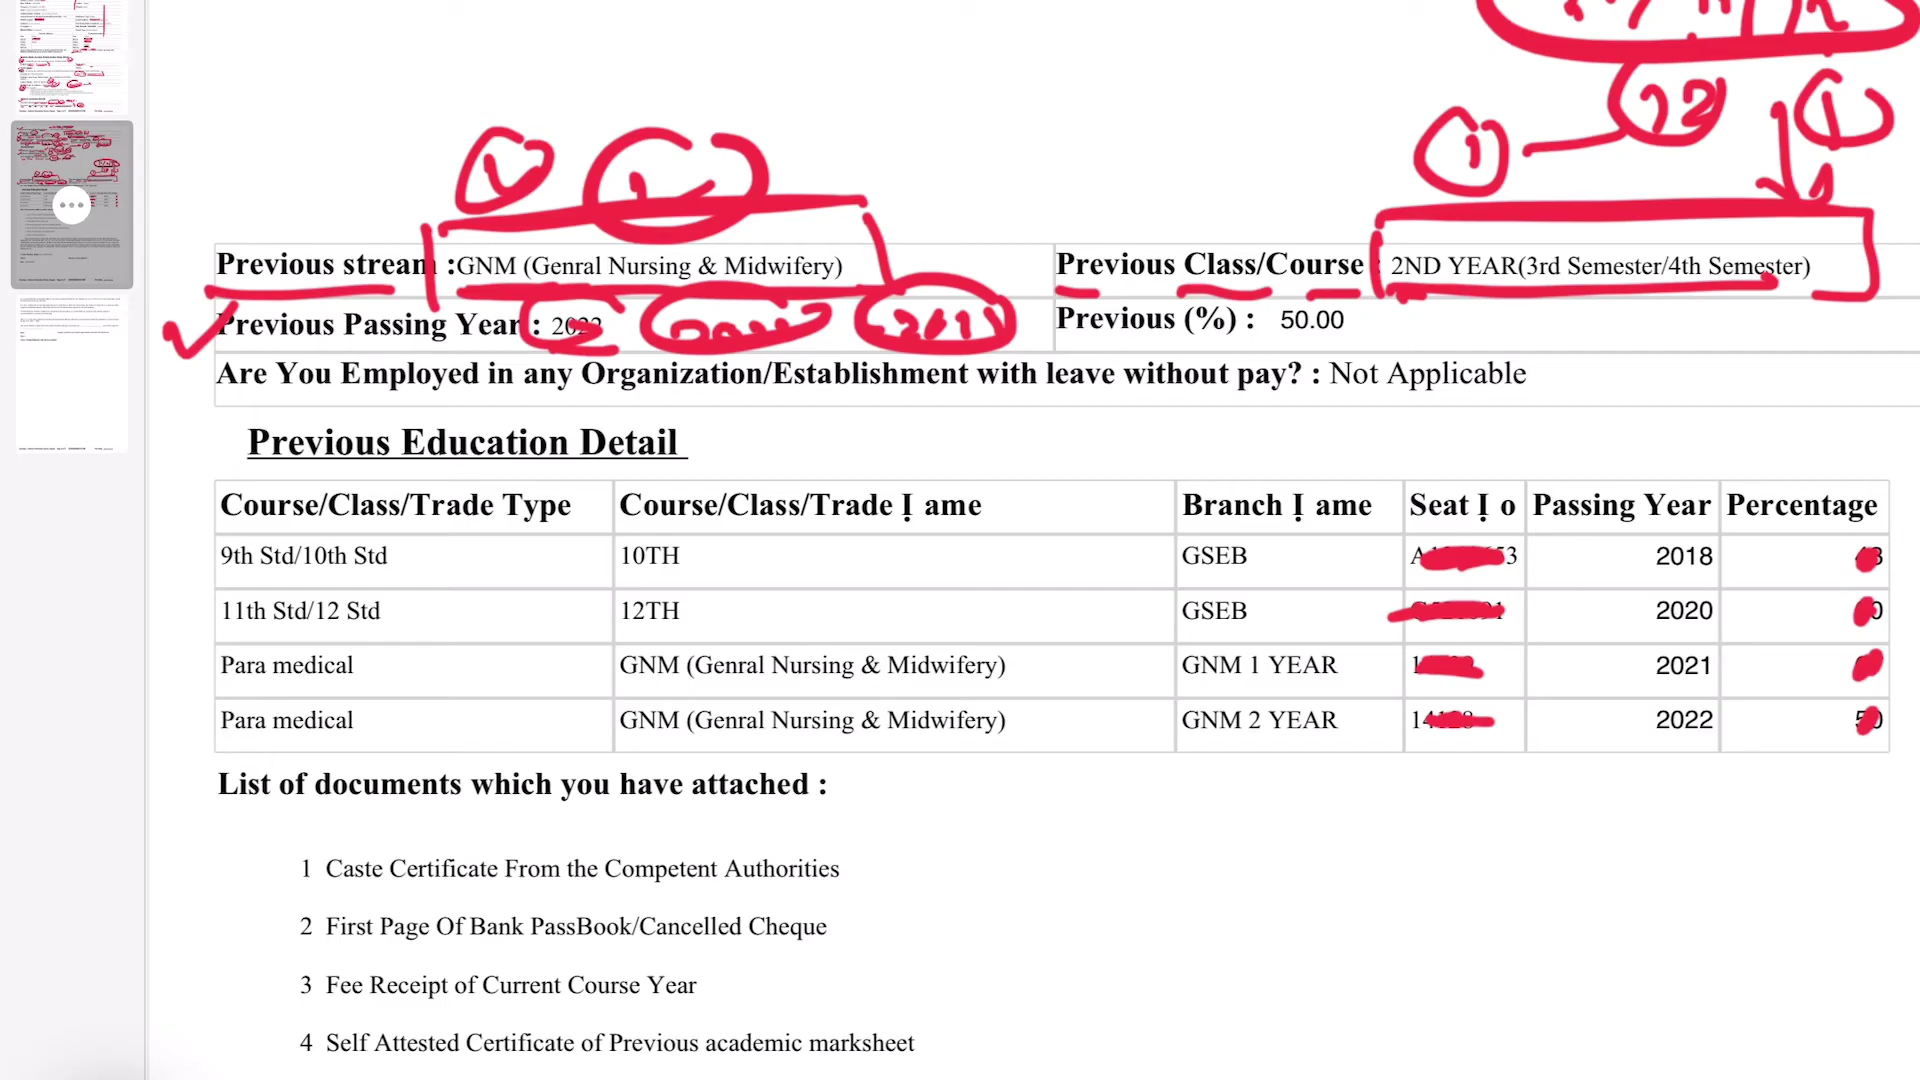 12
1
Previous stream :GNM (Genral Nursing & Midwifery) Previous Class/Course : 2ND YEAR(3rd Semester/4th Semester)
Previous Passing Year : 2022 Previous (%) : 50.00
Are You Employed in any Organization/Establishment with leave without pay? : Not Applicable
Previous Education Detail
Course/Class/Trade Type Course/Class/Trade Ị ame Branch Ị ame Seat Ị o Passing Year Percentage
9th Std/10th Std 10TH GSEB 2018
11th Std/12 Std 12TH GSEB 2020
Para medical GNM (Genral Nursing & Midwifery) GNM 1 YEAR 2021
Para medical GNM (Genral Nursing & Midwifery) GNM 2 YEAR 2022
List of documents which you have attached :
1 Caste Certificate From the Competent Authorities
2 First Page Of Bank PassBook/Cancelled Cheque
3 Fee Receipt of Current Course Year
4 Self Attested Certificate of Previous academic marksheet